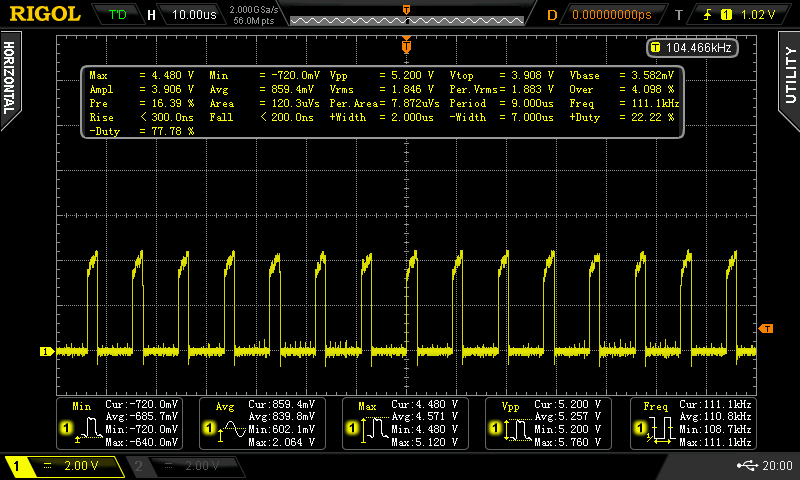 RIGOL T'D H 10.00us 2.000GSa/s 56.0M pts D 0.00000000ps T 1 1.02 V
HORIZONTAL
UTILITY
T 104.466kHz
Max = 4.480 V Min = -720.0mV Vpp = 5.200 V Vtop = 3.908 V Vbase = 3.582mV
Ampl = 3.906 V Avg = 859.4mV Vrms = 1.846 V Per.Vrms= 1.883 V Over = 4.098 %
Pre = 16.39 % Area = 120.3uVs Per.Area= 7.872uVs Period = 9.000us Freq = 111.1kHz
Rise < 300.0ns Fall < 200.0ns +Width = 2.000us -Width = 7.000us +Duty = 22.22 %
-Duty = 77.78 %
T
1
T
Min Cur:-720.0mV
Avg:-685.7mV
1 Min:-720.0mV
Max:-640.0mV
Avg Cur:859.4mV
Avg:839.8mV
1 Min:602.1mV
Max:2.064 V
Max Cur:4.480 V
Avg:4.571 V
1 Min:4.480 V
Max:5.120 V
Vpp Cur:5.200 V
Avg:5.257 V
1 Min:5.200 V
Max:5.760 V
Freq Cur:111.1kHz
Avg:110.8kHz
1 Min:108.7kHz
Max:111.1kHz
1 2.00 V 2 2.00 V 20:00